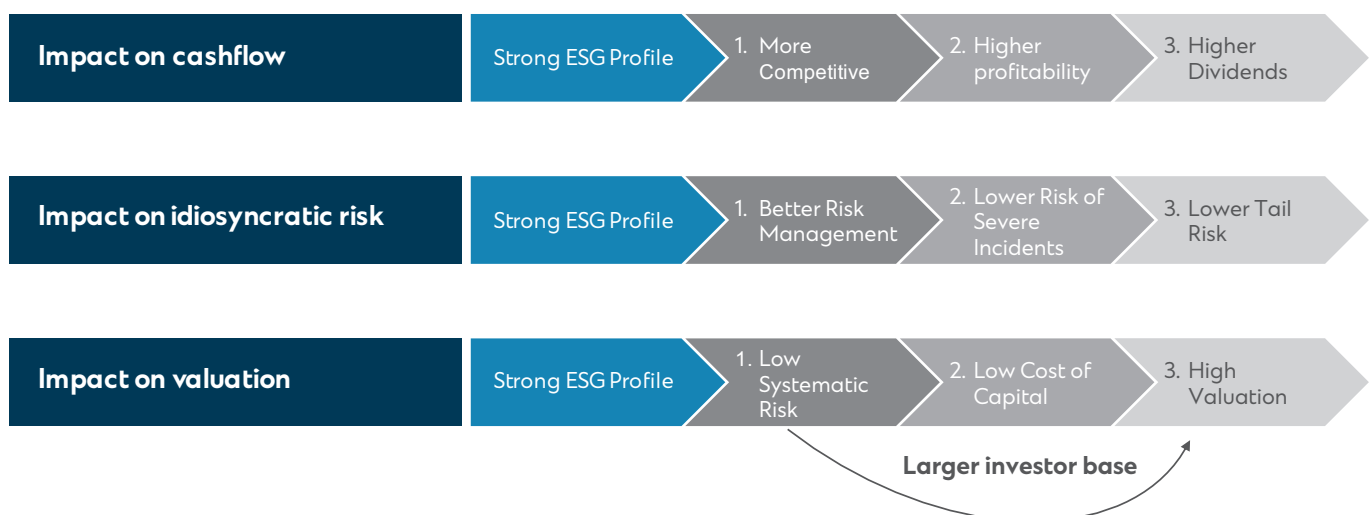 Impact on cashflow
Strong ESG Profile
1. More
Competitive
2. Higher
profitability
3. Higher
Dividends
Impact on idiosyncratic risk
Strong ESG Profile
1. Better Risk
Management
2. Lower Risk of
Severe
Incidents
3. Lower Tail
Risk
Impact on valuation
Strong ESG Profile
1. Low
Systematic
Risk
2. Low Cost of
Capital
3. High
Valuation
Larger investor base